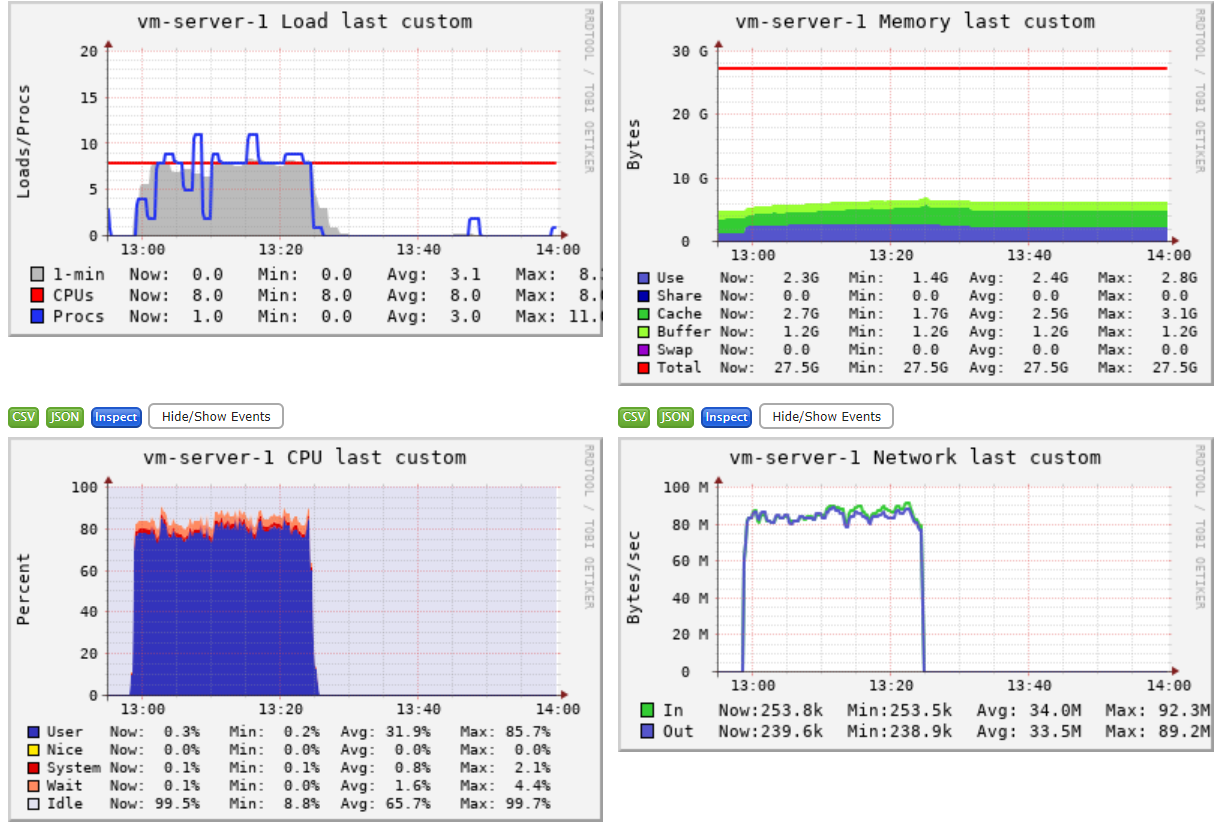 vm-server-1 Load last custom
RRDTOOL / TOBI OETIKER
Loads/Procs
20
15
10
5
0
13:00 13:20 13:40 14:00
1-min Now: 0.0 Min: 0.0 Avg: 3.1 Max: 8.
CPUs Now: 8.0 Min: 8.0 Avg: 8.0 Max: 8.
Procs Now: 1.0 Min: 0.0 Avg: 3.0 Max: 11.
vm-server-1 Memory last custom
RRDTOOL / TOBI OETIKER
Bytes
30 G
20 G
10 G
0
13:00 13:20 13:40 14:00
Use Now: 2.3G Min: 1.4G Avg: 2.4G Max: 2.8G
Share Now: 0.0 Min: 0.0 Avg: 0.0 Max: 0.0
Cache Now: 2.7G Min: 1.7G Avg: 2.5G Max: 3.1G
Buffer Now: 1.2G Min: 1.2G Avg: 1.2G Max: 1.2G
Swap Now: 0.0 Min: 0.0 Avg: 0.0 Max: 0.0
Total Now: 27.5G Min: 27.5G Avg: 27.5G Max: 27.5G
CSV JSON Inspect Hide/Show Events
CSV JSON Inspect Hide/Show Events
vm-server-1 CPU last custom
RRDTOOL / TOBI OETIKER
Percent
100
80
60
40
20
0
13:00 13:20 13:40 14:00
User Now: 0.3% Min: 0.2% Avg: 31.9% Max: 85.7%
Nice Now: 0.0% Min: 0.0% Avg: 0.0% Max: 0.0%
System Now: 0.1% Min: 0.1% Avg: 0.8% Max: 2.1%
Wait Now: 0.1% Min: 0.0% Avg: 1.6% Max: 4.4%
Idle Now: 99.5% Min: 8.8% Avg: 65.7% Max: 99.7%
vm-server-1 Network last custom
RRDTOOL / TOBI OETIKER
Bytes/sec
100 M
80 M
60 M
40 M
20 M
0
13:00 13:20 13:40 14:00
In Now:253.8k Min:253.5k Avg: 34.0M Max: 92.3M
Out Now:239.6k Min:238.9k Avg: 33.5M Max: 89.2M